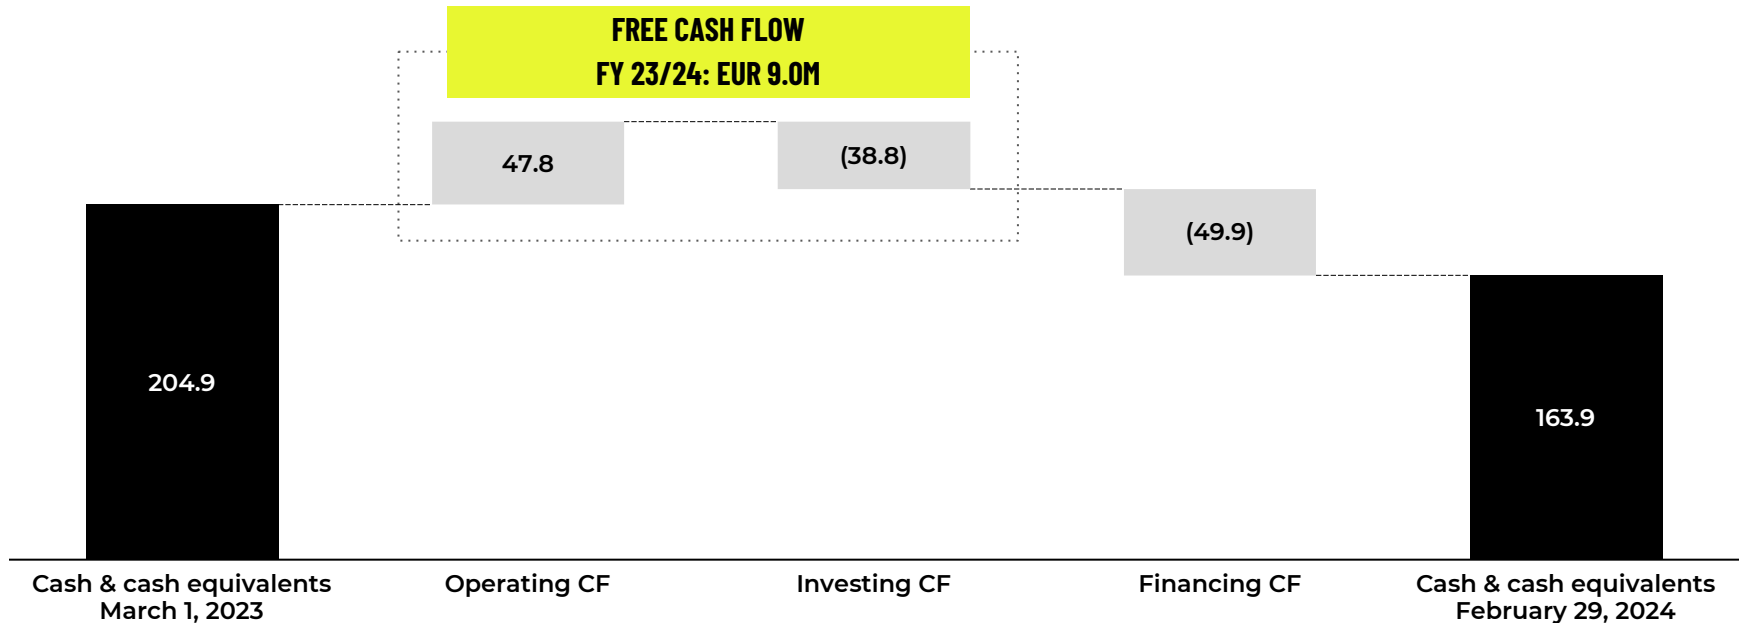 FREE CASH FLOW
FY 23/24: EUR 9.0M
47.8
(38.8)
(49.9)
204.9
163.9
Cash & cash equivalents
March 1, 2023
Operating CF
Investing CF
Financing CF
Cash & cash equivalents
February 29, 2024